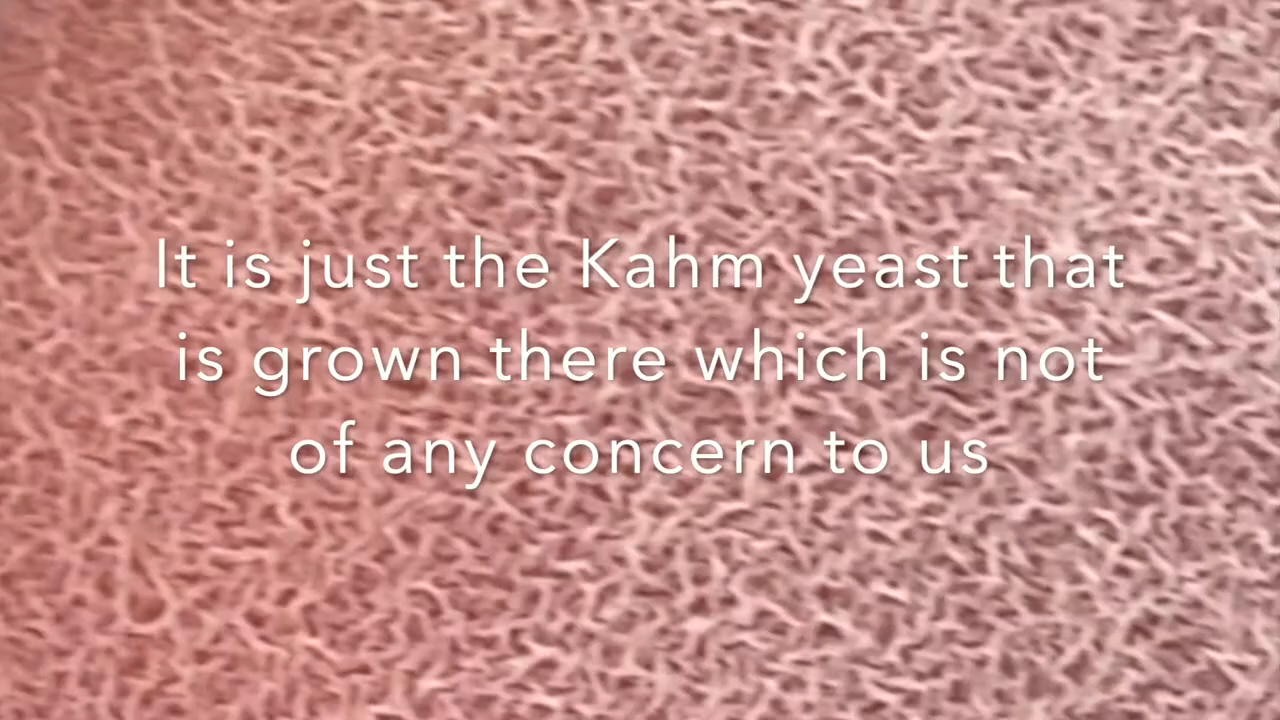 It is just the Kahm yeast that
is grown there which is not
of any concern to us